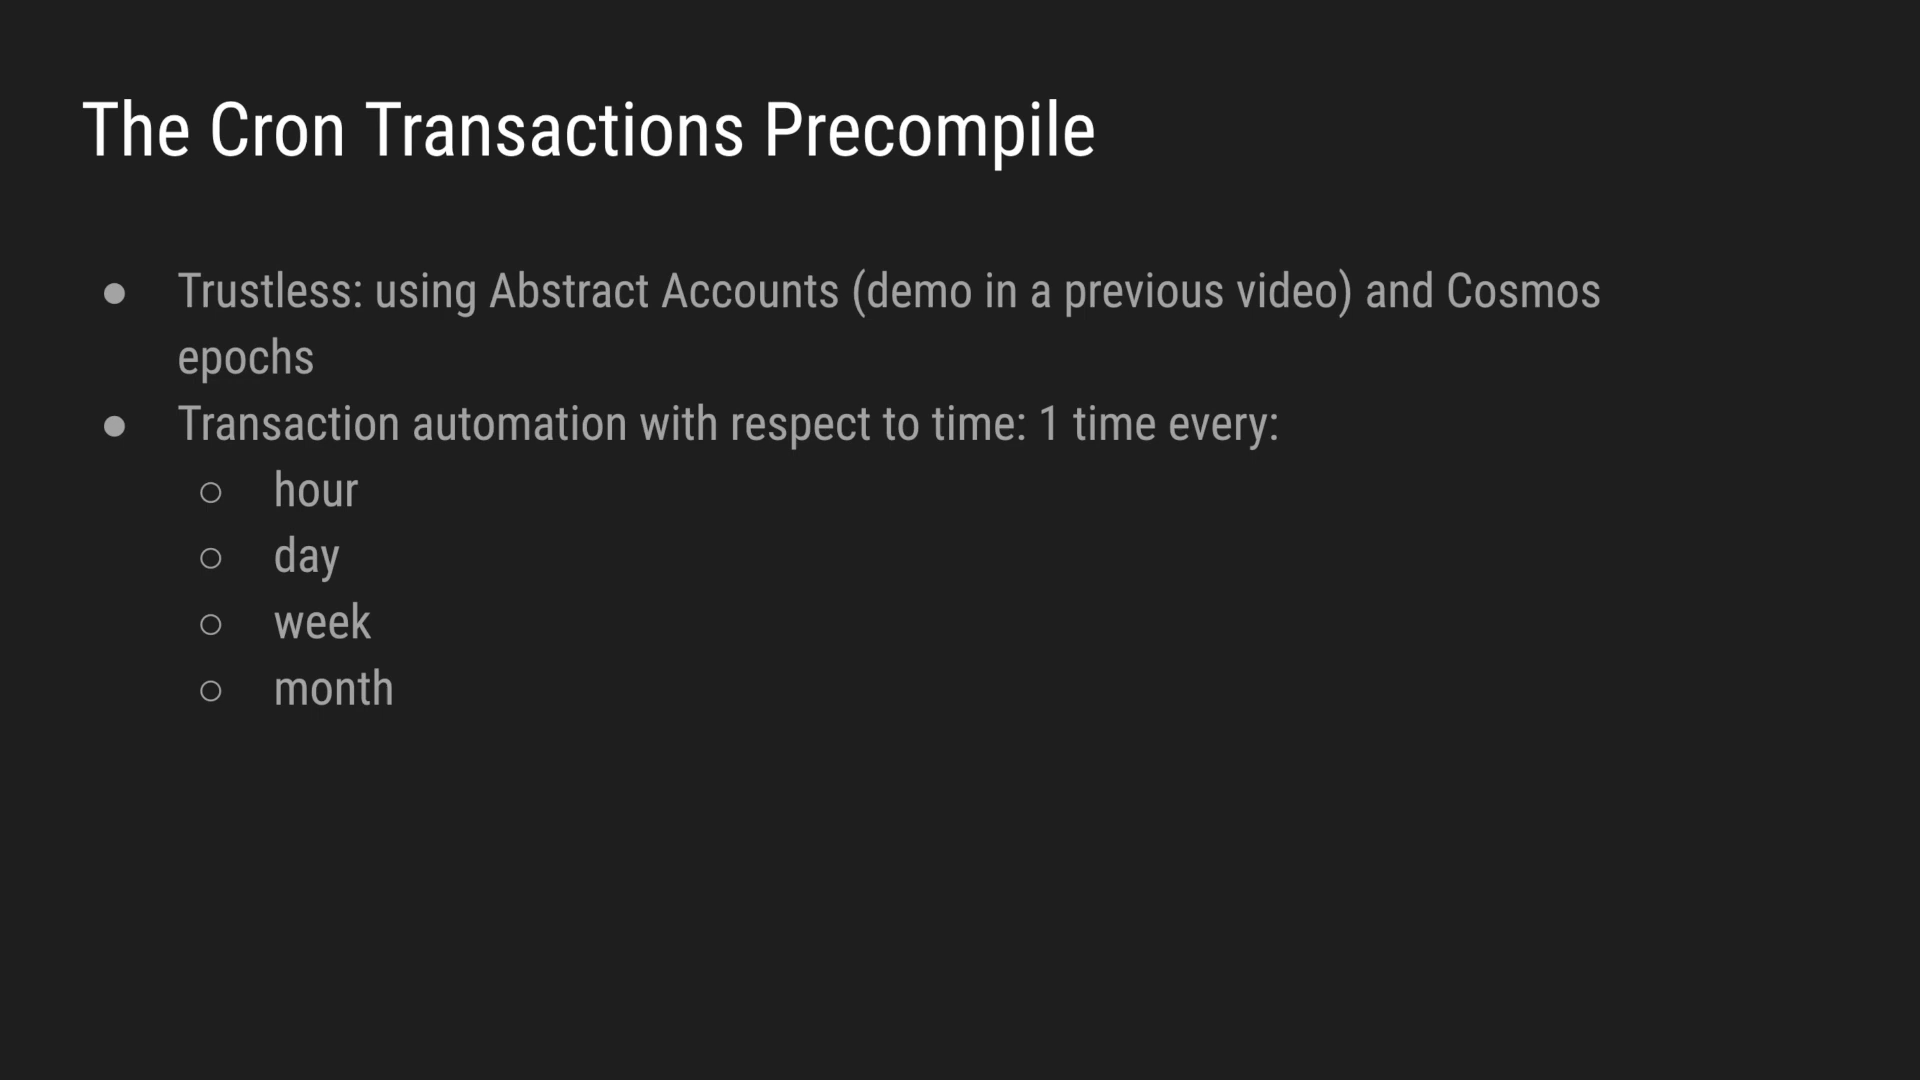 The Cron Transactions Precompile
● Trustless: using Abstract Accounts (demo in a previous video) and Cosmos
epochs
● Transaction automation with respect to time: 1 time every:
○ hour
○ day
○ week
○ month